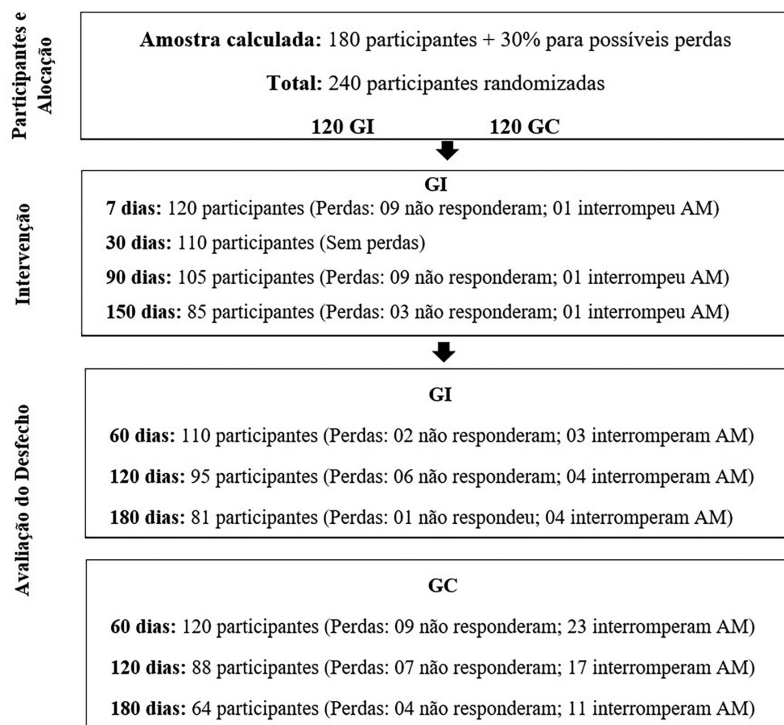 Participantes e
Alocação
Amostra calculada: 180 participantes + 30% para possíveis perdas
Total: 240 participantes randomizadas
120 GI 120 GC
Intervenção
GI
7 dias: 120 participantes (Perdas: 09 não responderam; 01 interrompeu AM)
30 dias: 110 participantes (Sem perdas)
90 dias: 105 participantes (Perdas: 09 não responderam; 01 interrompeu AM)
150 dias: 85 participantes (Perdas: 03 não responderam; 01 interrompeu AM)
Avaliação do Desfecho
GI
60 dias: 110 participantes (Perdas: 02 não responderam; 03 interromperam AM)
120 dias: 95 participantes (Perdas: 06 não responderam; 04 interromperam AM)
180 dias: 81 participantes (Perdas: 01 não respondeu; 04 interromperam AM)
GC
60 dias: 120 participantes (Perdas: 09 não responderam; 23 interromperam AM)
120 dias: 88 participantes (Perdas: 07 não responderam; 17 interromperam AM)
180 dias: 64 participantes (Perdas: 04 não responderam; 11 interromperam AM)